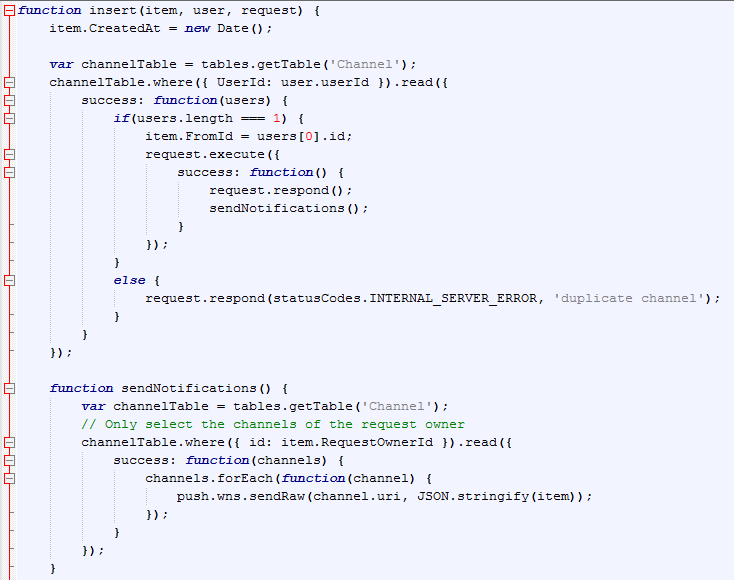 function insert(item, user, request) {
    item.CreatedAt = new Date();

    var channelTable = tables.getTable('Channel');
    channelTable.where({ UserId: user.userId }).read({
        success: function(users) {
            if(users.length === 1) {
                item.FromId = users[0].id;
                request.execute({
                    success: function() {
                        request.respond();
                        sendNotifications();
                    }
                });
            }
            else {
                request.respond(statusCodes.INTERNAL_SERVER_ERROR, 'duplicate channel');
            }
        }
    });

    function sendNotifications() {
        var channelTable = tables.getTable('Channel');
        // Only select the channels of the request owner
        channelTable.where({ id: item.RequestOwnerId }).read({
            success: function(channels) {
                channels.forEach(function(channel) {
                    push.wns.sendRaw(channel.uri, JSON.stringify(item));
                });
            }
        });
    }